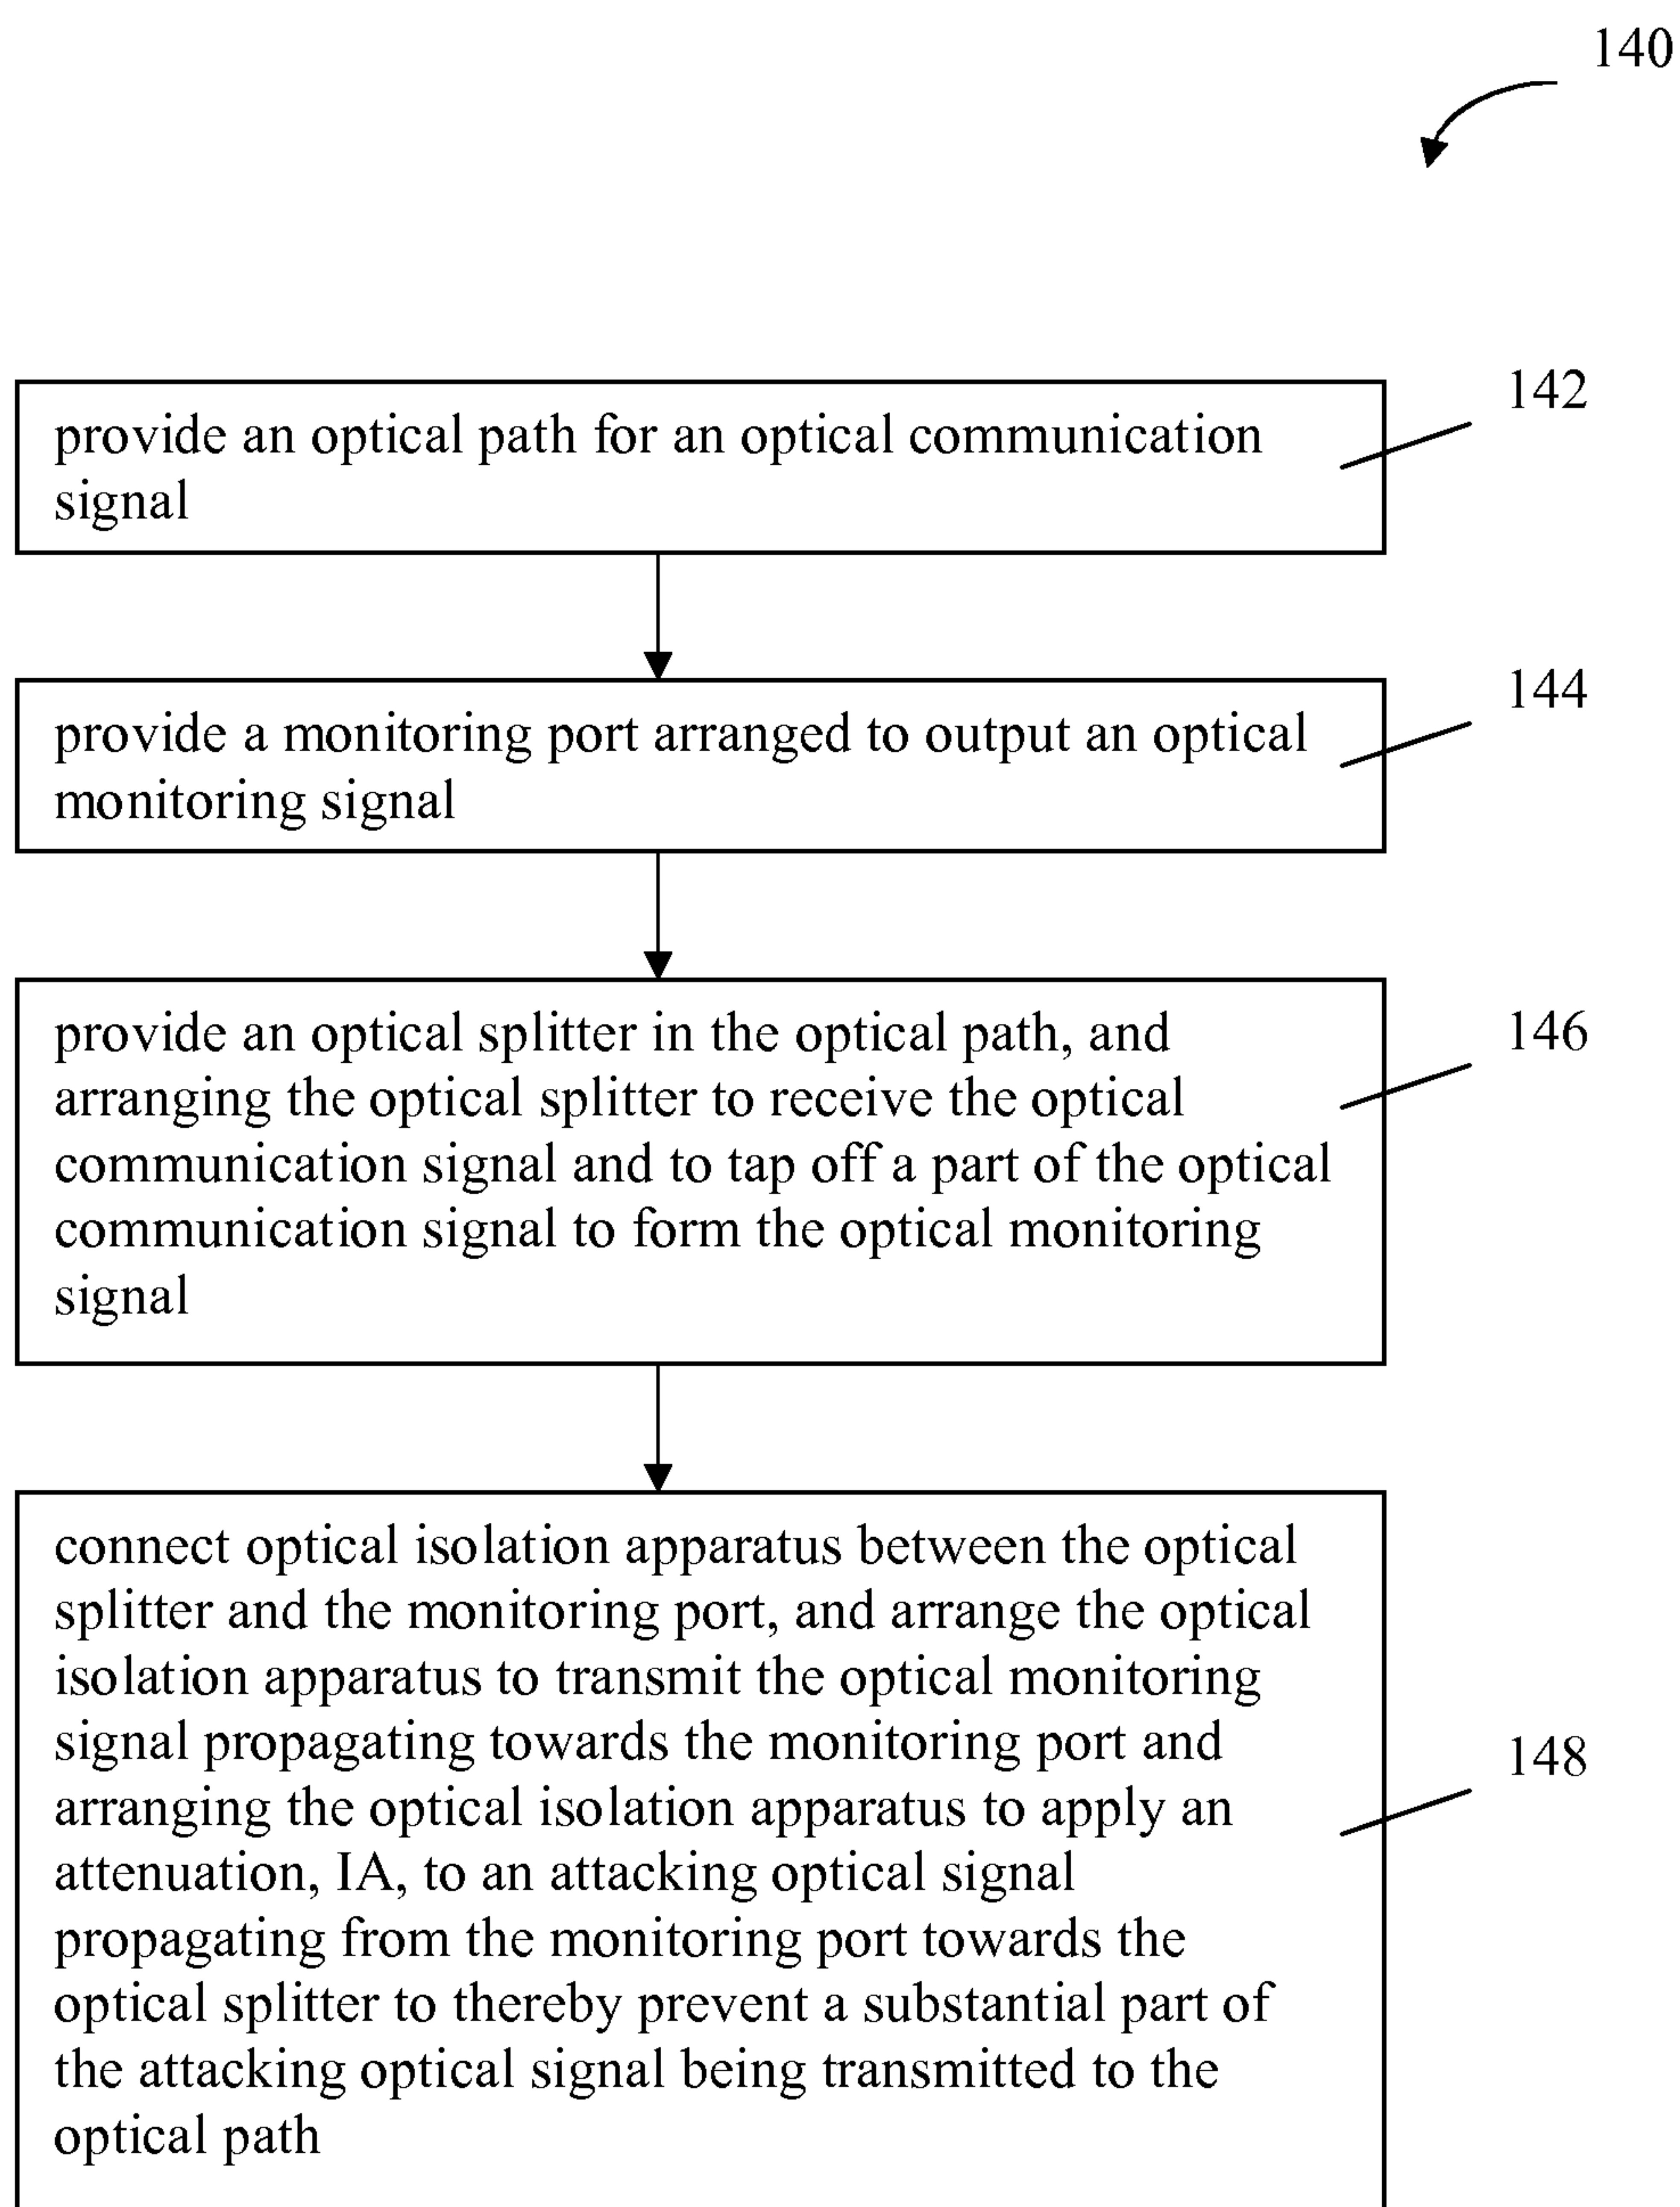 140
142
provide an optical path for an optical communication
signal
144
provide a monitoring port arranged to output an optical
monitoring signal
146
provide an optical splitter in the optical path, and
arranging the optical splitter to receive the optical
communication signal and to tap off a part of the optical
communication signal to form the optical monitoring
signal
148
connect optical isolation apparatus between the optical
splitter and the monitoring port, and arrange the optical
isolation apparatus to transmit the optical monitoring
signal propagating towards the monitoring port and
arranging the optical isolation apparatus to apply an
attenuation, IA, to an attacking optical signal
propagating from the monitoring port towards the
optical splitter to thereby prevent a substantial part of
the attacking optical signal being transmitted to the
optical path